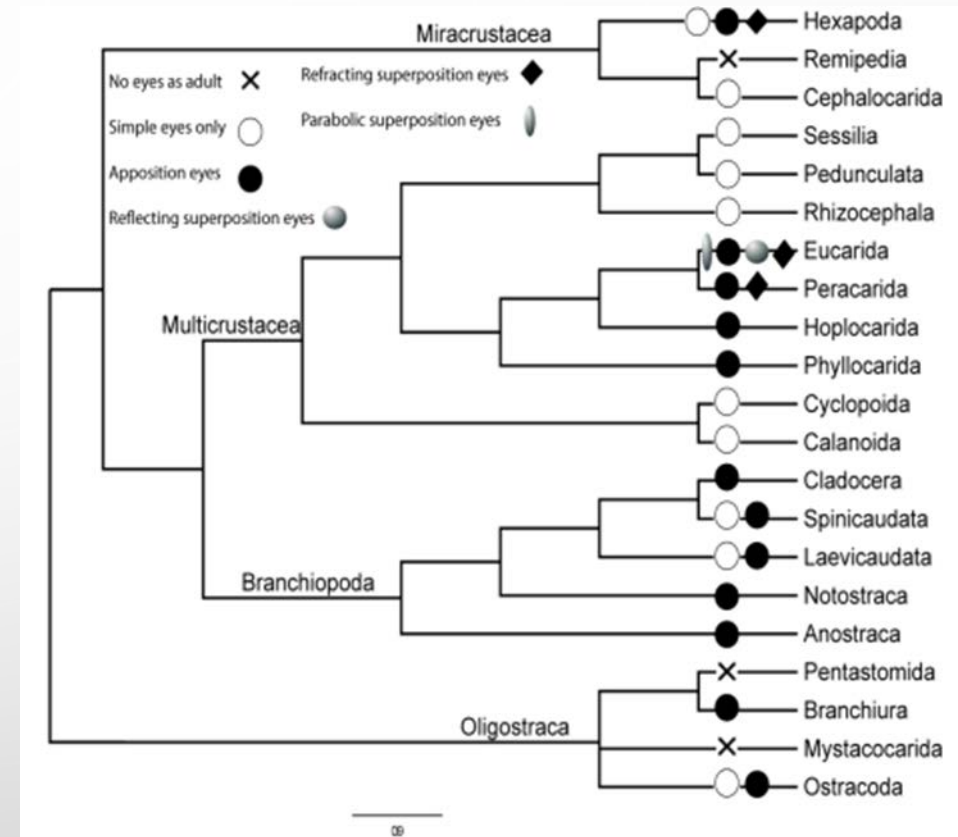 Miracrustacea
No eyes as adult
Simple eyes only
Apposition eyes
Reflecting superposition eyes
Refracting superposition eyes
Parabolic superposition eyes
Multicrustacea
Branchiopoda
Oligostraca
Hexapoda
Remipedia
Cephalocarida
Sessilia
Pedunculata
Rhizocephala
Eucarida
Peracarida
Hoplocarida
Phyllocarida
Cyclopoida
Calanoida
Cladocera
Spinicaudata
Laevicaudata
Notostraca
Anostraca
Pentastomida
Branchiura
Mystacocarida
Ostracoda